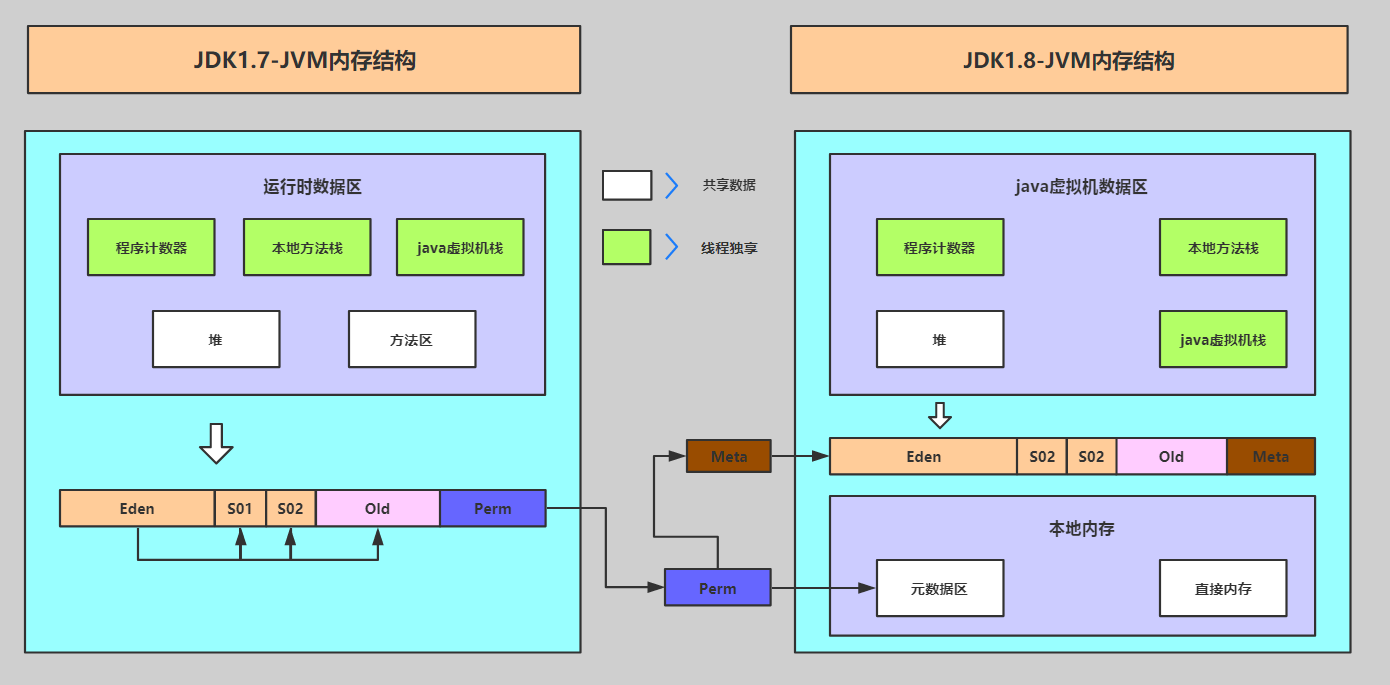 JDK1.7-JVM内存结构
JDK1.8-JVM内存结构
运行时数据区
程序计数器
本地方法栈
java虚拟机栈
堆
方法区
Eden
S01
S02
Old
Perm
共享数据
线程独享
Meta
Perm
java虚拟机数据区
程序计数器
本地方法栈
堆
java虚拟机栈
Eden
S02
S02
Old
Meta
本地内存
元数据区
直接内存